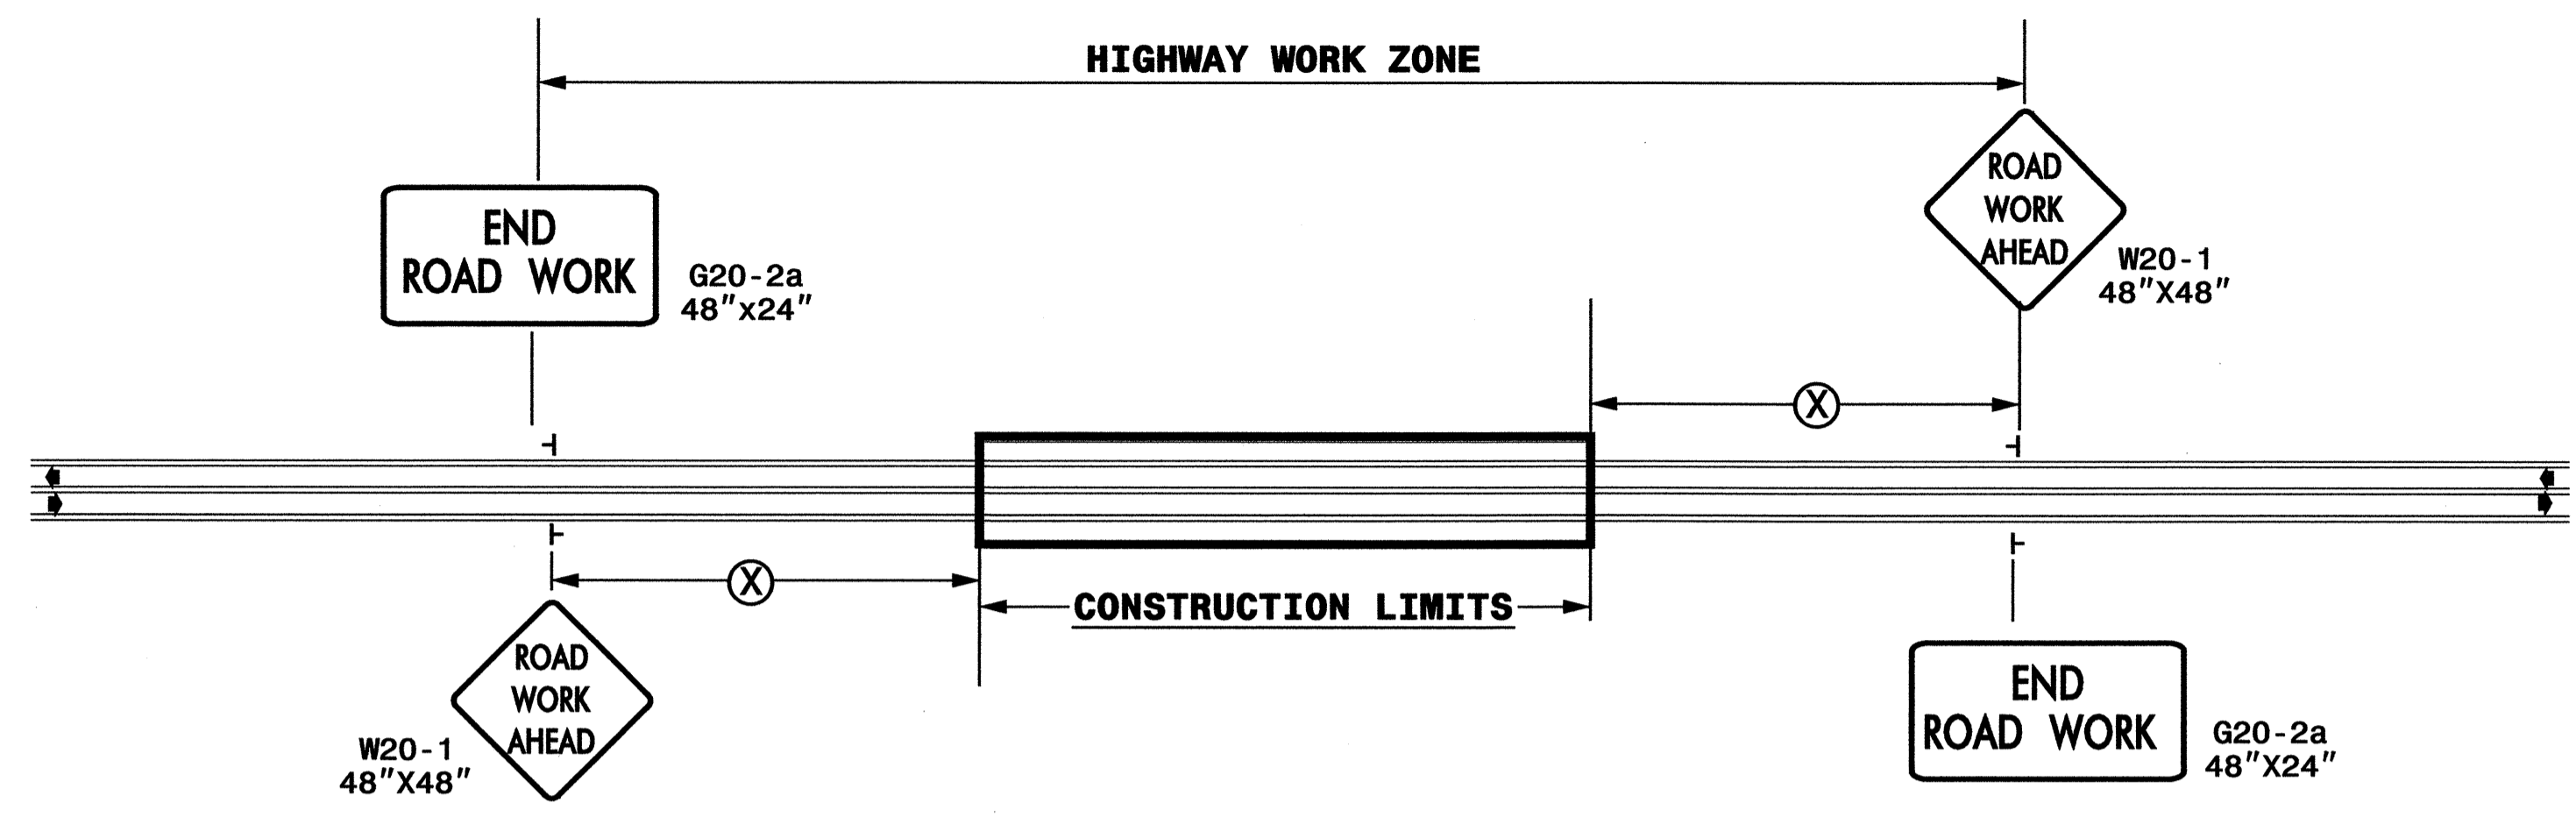 HIGHWAY WORK ZONE
END
ROAD WORK
G20-2a
48"x24"
ROAD
WORK
AHEAD
W20-1
48"X48"
X
X
CONSTRUCTION LIMITS
ROAD
WORK
AHEAD
W20-1
48"X48"
END
ROAD WORK
G20-2a
48"X24"